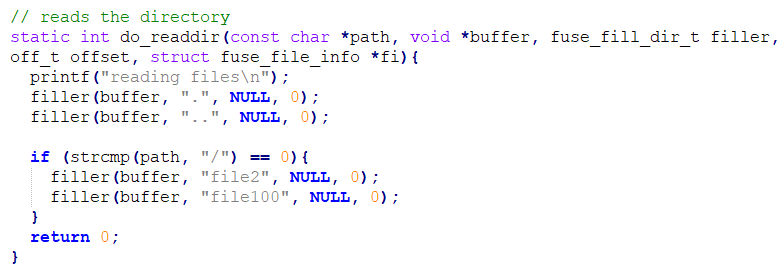 // reads the directory
static int do_readdir(const char *path, void *buffer, fuse_fill_dir_t filler,
off_t offset, struct fuse_file_info *fi){
  printf("reading files\n");
  filler(buffer, ".", NULL, 0);
  filler(buffer, "..", NULL, 0);

  if (strcmp(path, "/") == 0){
    filler(buffer, "file2", NULL, 0);
    filler(buffer, "file100", NULL, 0);
  }
  return 0;
}